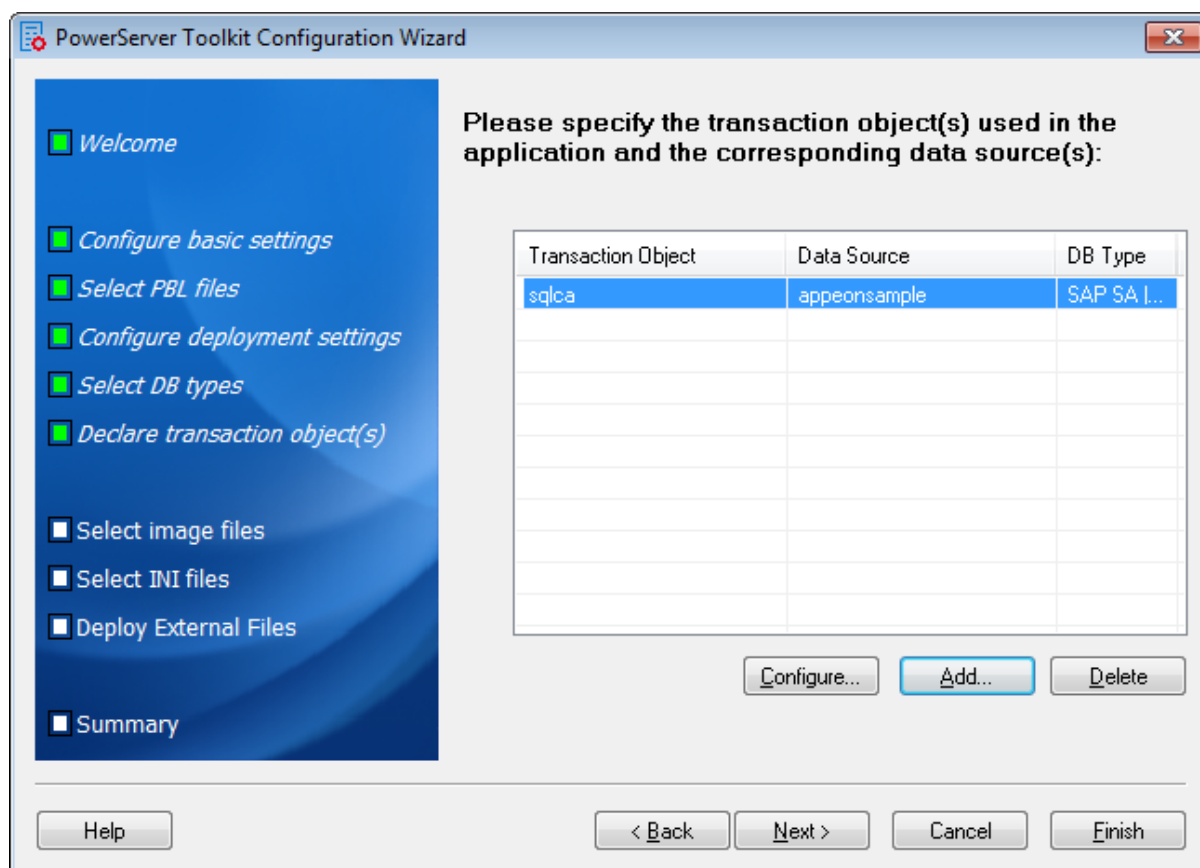 PowerServer Toolkit Configuration Wizard
Welcome
Configure basic settings
Select PBL files
Configure deployment settings
Select DB types
Declare transaction object(s)
Select image files
Select INI files
Deploy External Files
Summary
Please specify the transaction object(s) used in the
application and the corresponding data source(s):
Transaction Object Data Source DB Type
sqlca appeonsample SAP SA |...
Configure... Add... Delete
Help < Back Next > Cancel Finish